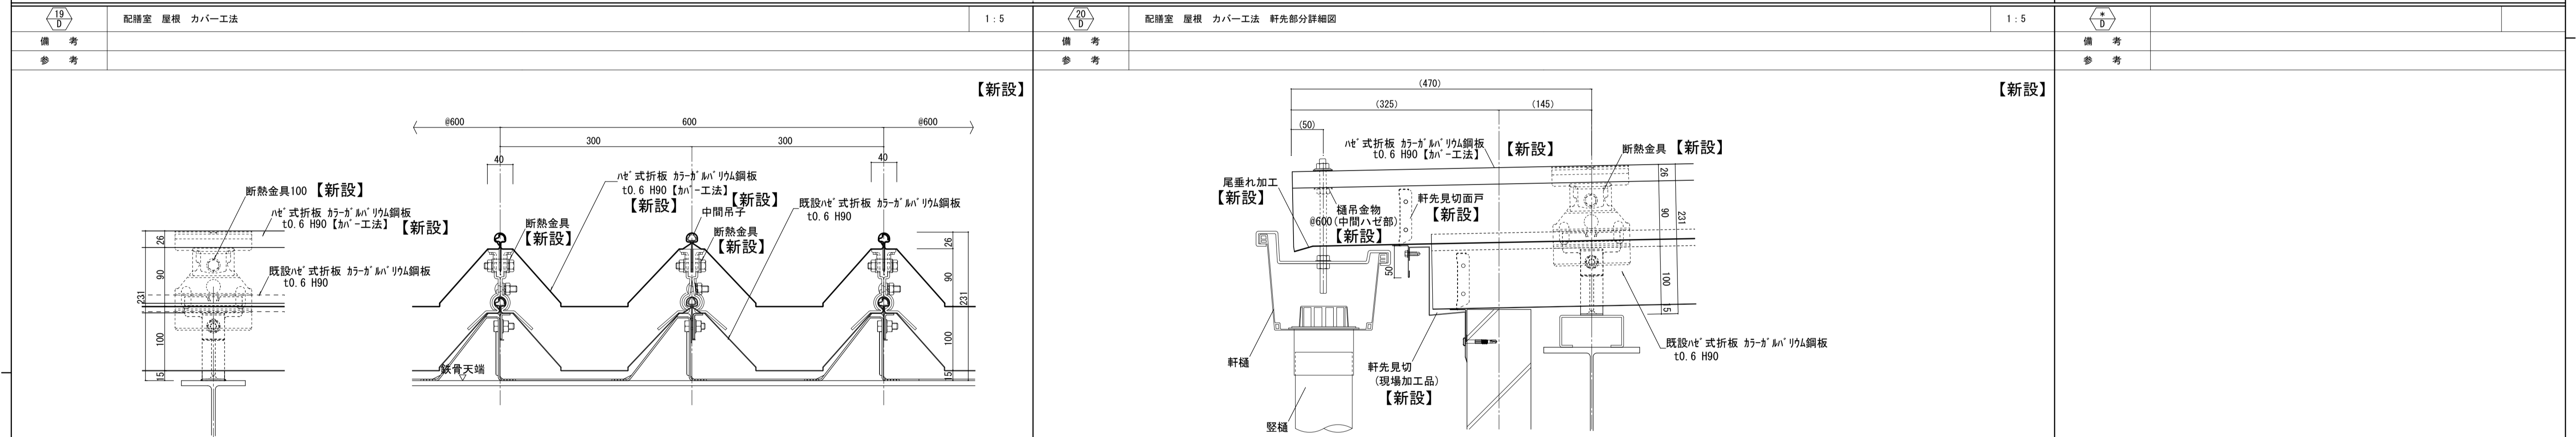 19
D
配膳室 屋根 カバー工法
1:5
備 考
参 考
【新設】
@600
600
@600
300
300
40
40
断熱金具100 【新設】
ﾊｾﾞ式折板 ｶﾗｰｶﾞﾙﾊﾞﾘｳﾑ鋼板
t0.6 H90【ｶﾊﾞｰ工法】 【新設】
既設ﾊｾﾞ式折板 ｶﾗｰｶﾞﾙﾊﾞﾘｳﾑ鋼板
t0.6 H90
26
90
231
100
15
断熱金具
【新設】
ﾊｾﾞ式折板 ｶﾗｰｶﾞﾙﾊﾞﾘｳﾑ鋼板
t0.6 H90【ｶﾊﾞｰ工法】
【新設】
【新設】
中間吊子
断熱金具
【新設】
既設ﾊｾﾞ式折板 ｶﾗｰｶﾞﾙﾊﾞﾘｳﾑ鋼板
t0.6 H90
鉄骨天端
26
90
231
100
15
20
D
配膳室 屋根 カバー工法 軒先部分詳細図
1:5
備 考
参 考
【新設】
(470)
(325)
(145)
(50)
ﾊｾﾞ式折板 ｶﾗｰｶﾞﾙﾊﾞﾘｳﾑ鋼板
t0.6 H90【ｶﾊﾞｰ工法】
【新設】
断熱金具【新設】
尾垂れ加工
【新設】
樋吊金物
@600(中間ハゼ部)
【新設】
軒先見切面戸
【新設】
50
26
90
231
100
15
既設ﾊｾﾞ式折板 ｶﾗｰｶﾞﾙﾊﾞﾘｳﾑ鋼板
t0.6 H90
軒樋
軒先見切
(現場加工品)
【新設】
竪樋
*
D
備 考
参 考